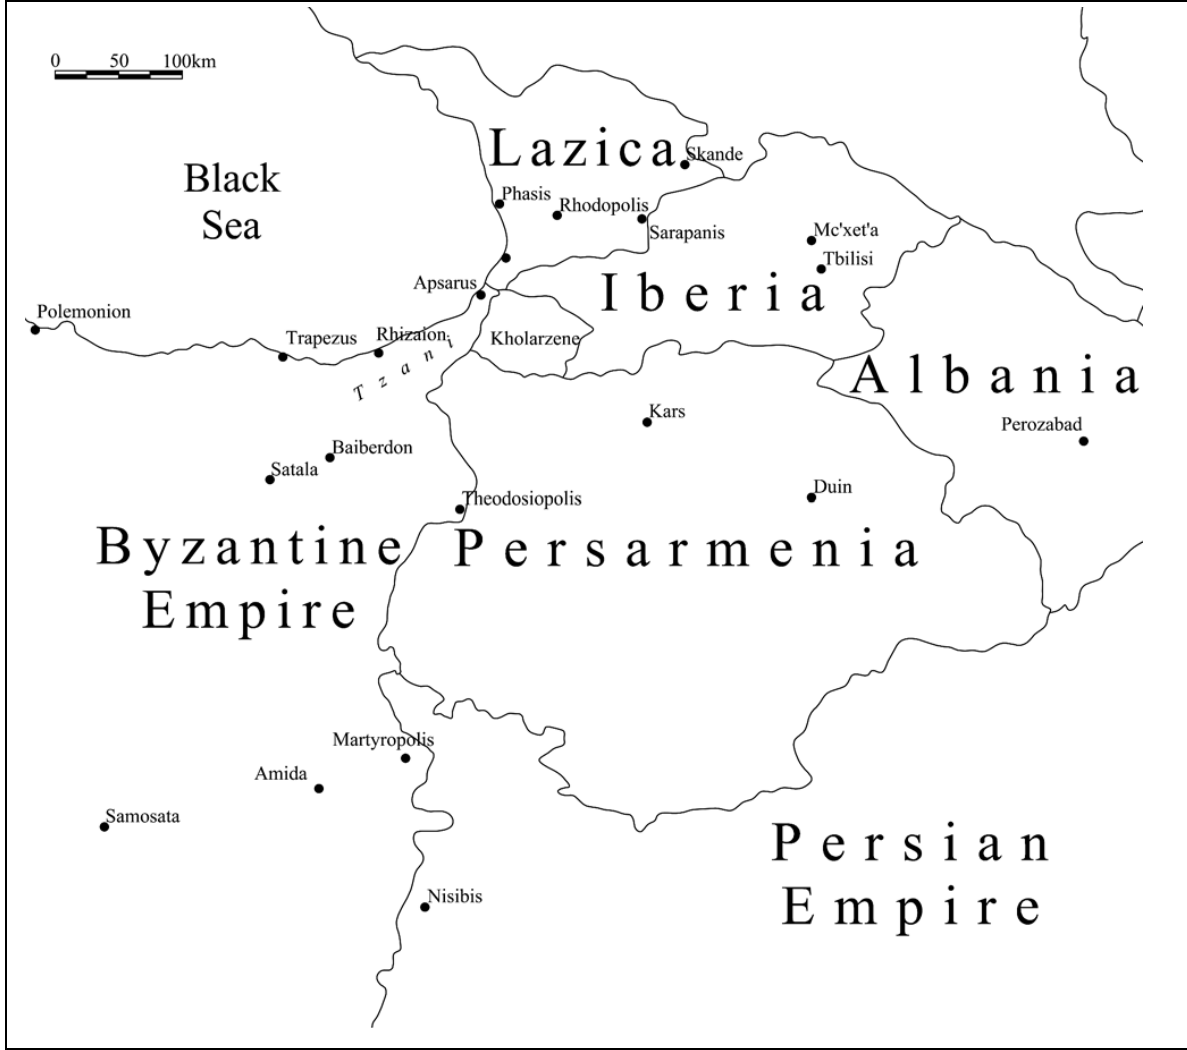 0 50 100km
Lazica
Skande
Black
Sea
Phasis
Rhodopolis
Sarapanis
Mc'xet'a
Tbilisi
Apsarus
Iberia
Polemonion
Trapezus
Rhizaion
Kholarzene
Tzani
Albania
Kars
Perozabad
Baiberdon
Satala
Duin
Theodosiopolis
Byzantine
Empire
Persarmenia
Martyropolis
Amida
Samosata
Persian
Empire
Nisibis